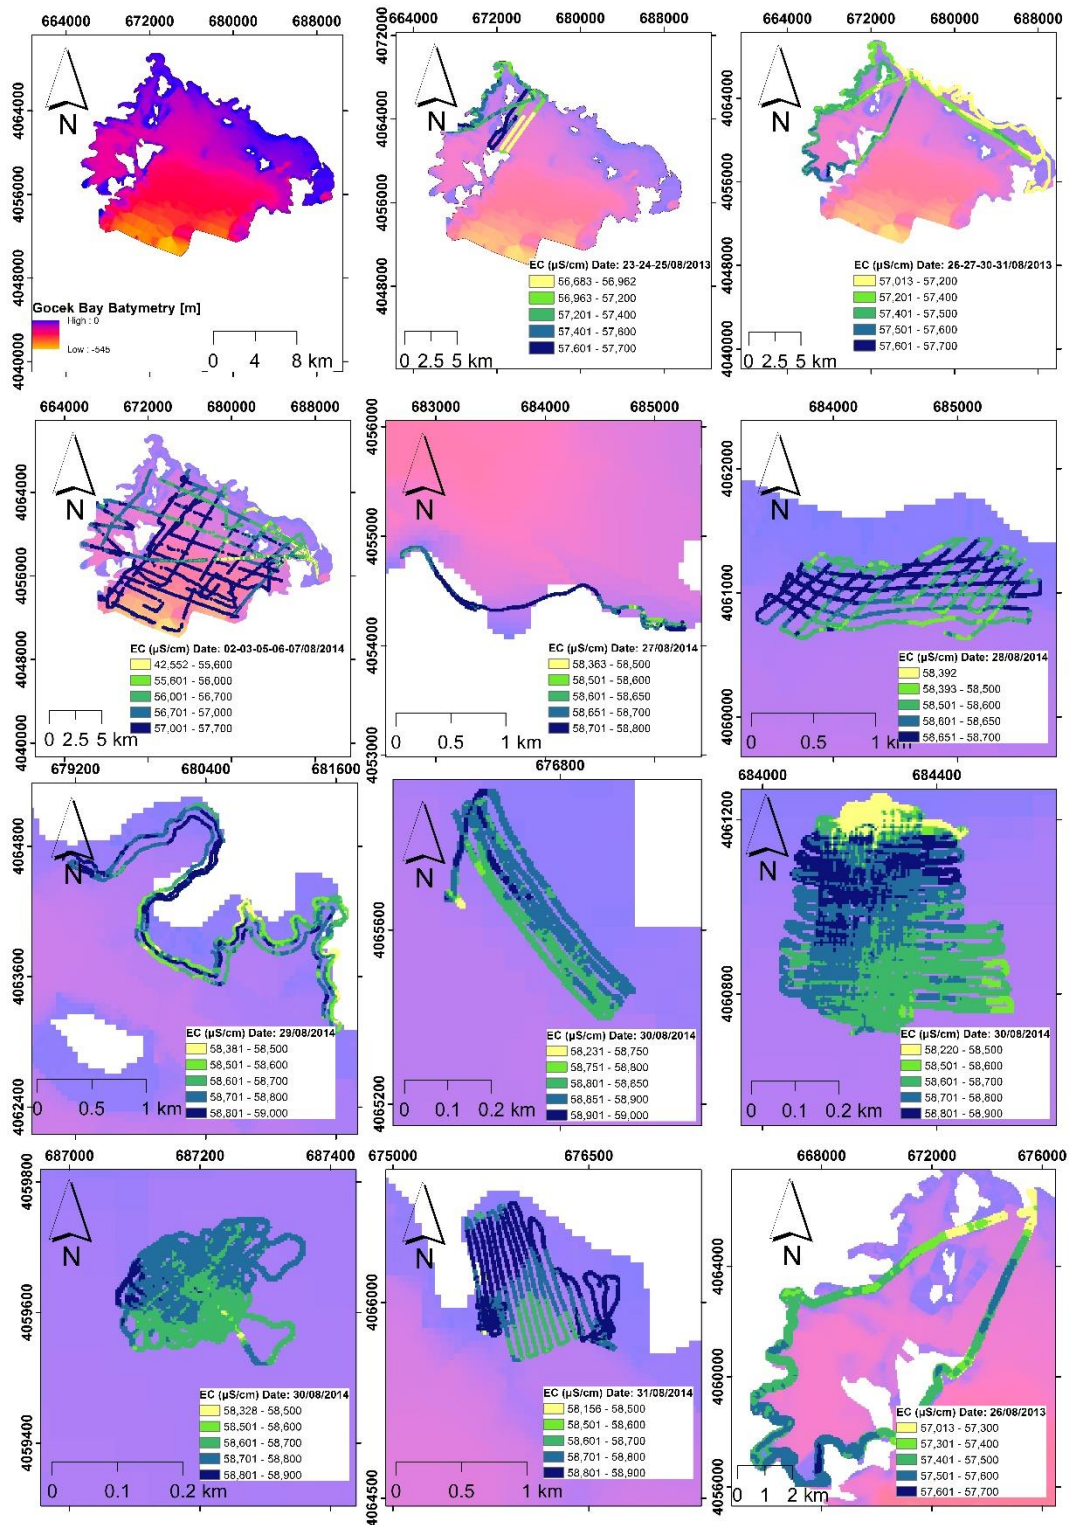 664000 672000 680000 688000
4064000
4056000
4048000
4040000
N
Gocek Bay Batymetry [m]
High : 0
Low : -545
0 4 8 km
664000 672000 680000 688000
4072000
4064000
4056000
4048000
N
EC (µS/cm) Date: 23-24-25/08/2013
56,683 - 56,962
56,963 - 57,200
57,201 - 57,400
57,401 - 57,600
57,601 - 57,700
0 2.5 5 km
664000 672000 680000 688000
4064000
4056000
4048000
4040000
N
EC (µS/cm) Date: 26-27-30-31/08/2013
57,013 - 57,200
57,201 - 57,400
57,401 - 57,500
57,501 - 57,600
57,601 - 57,700
0 2.5 5 km
664000 672000 680000 688000
4064000
4056000
4048000
4040000
N
EC (µS/cm) Date: 02-03-05-06-07/08/2014
42,552 - 55,600
55,601 - 56,000
56,001 - 56,700
56,701 - 57,000
57,001 - 57,700
0 2.5 5 km
683000 684000 685000
4056000
4055000
4054000
4053000
N
EC (µS/cm) Date: 27/08/2014
58,363 - 58,500
58,501 - 58,600
58,601 - 58,650
58,651 - 58,700
58,701 - 58,800
0 1 km
684000 685000
4062000
4061000
4060000
N
EC (µS/cm) Date: 28/08/2014
58,392
58,393 - 58,500
58,501 - 58,600
58,601 - 58,650
58,651 - 58,700
0 0.5 1 km
679200 680400 681600
4064800
4063600
4062400
N
EC (µS/cm) Date: 29/08/2014
58,381 - 58,500
58,501 - 58,600
58,601 - 58,700
58,701 - 58,800
58,801 - 59,000
0 0.5 1 km
676800
4065600
4065200
N
EC (µS/cm) Date: 30/08/2014
58,231 - 58,750
58,751 - 58,800
58,801 - 58,850
58,851 - 58,900
58,901 - 59,000
0 0.1 0.2 km
684000 684400
4061200
4060800
N
EC (µS/cm) Date: 30/08/2014
58,220 - 58,500
58,501 - 58,600
58,601 - 58,700
58,701 - 58,800
58,801 - 58,900
0 0.1 0.2 km
687000 687200 687400
4059800
4059600
4059400
N
EC (µS/cm) Date: 30/08/2014
58,328 - 58,500
58,501 - 58,600
58,601 - 58,700
58,701 - 58,800
58,801 - 58,900
0 0.1 0.2 km
675000 676500
4066000
4064500
N
EC (µS/cm) Date: 31/08/2014
58,156 - 58,500
58,501 - 58,600
58,601 - 58,700
58,701 - 58,800
58,801 - 58,900
0 0.5 1 km
668000 672000 676000
4064000
4060000
4056000
N
EC (µS/cm) Date: 26/08/2013
57,013 - 57,300
57,301 - 57,400
57,401 - 57,500
57,501 - 57,600
57,601 - 57,700
0 1 2 km